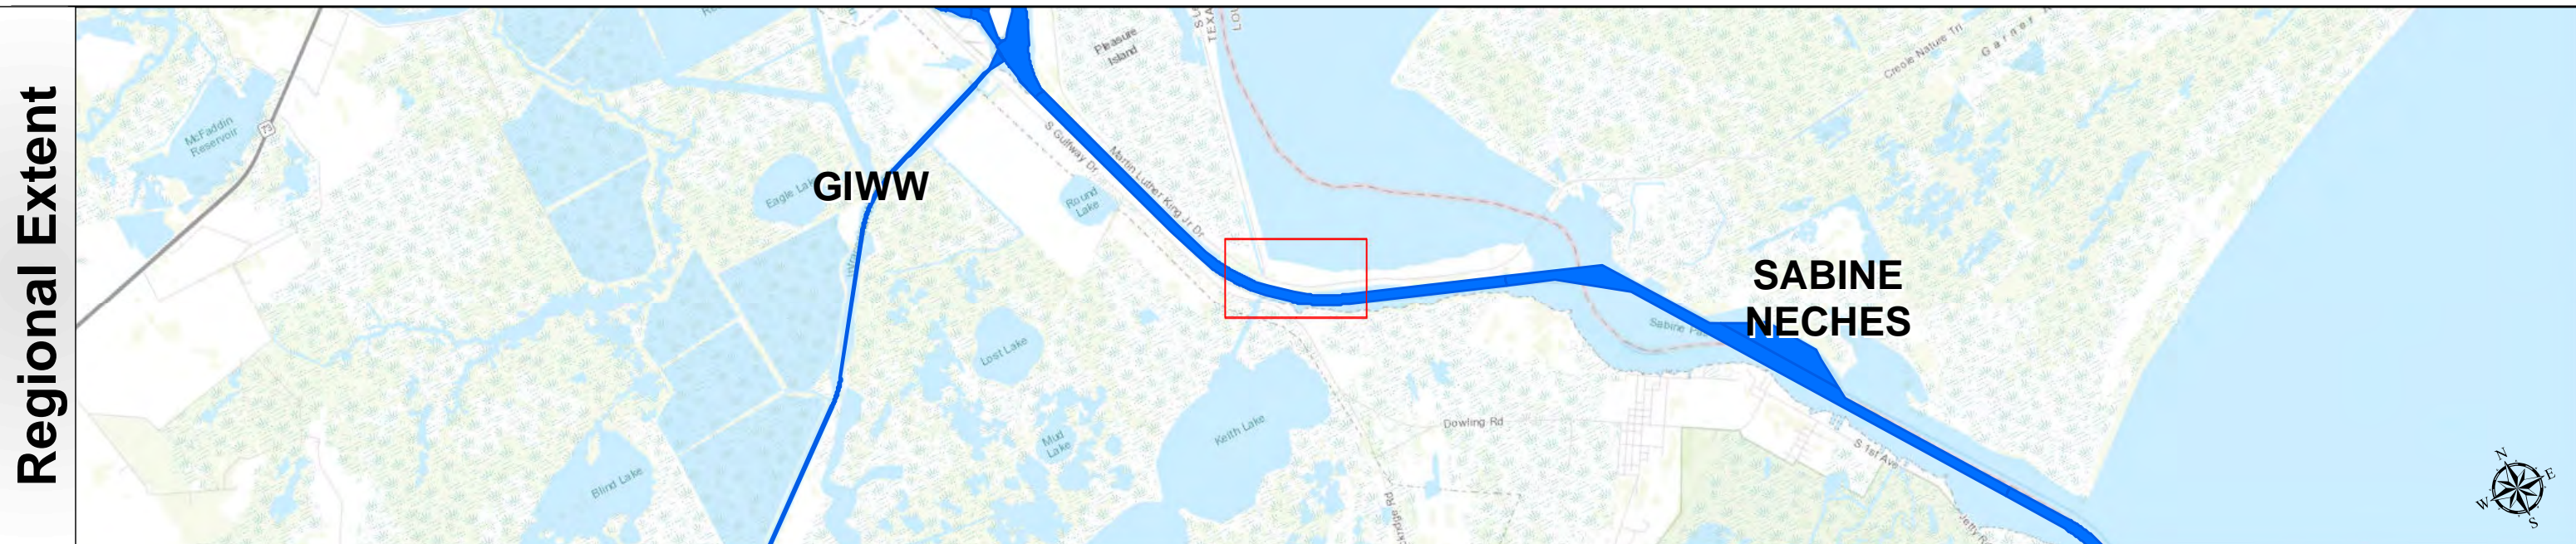 Regional Extent
McFaddin
Reservoir
73
Eagle Lake
GIWW
Pleasure
Island
S Gulfway Dr
Martin Luther King Jr Dr
Round
Lake
Creole Nature Trl
Lost Lake
Mud
Lake
Blind Lake
Keith Lake
Dowling Rd
SABINE
NECHES
S 1st Ave
N
E
W
S